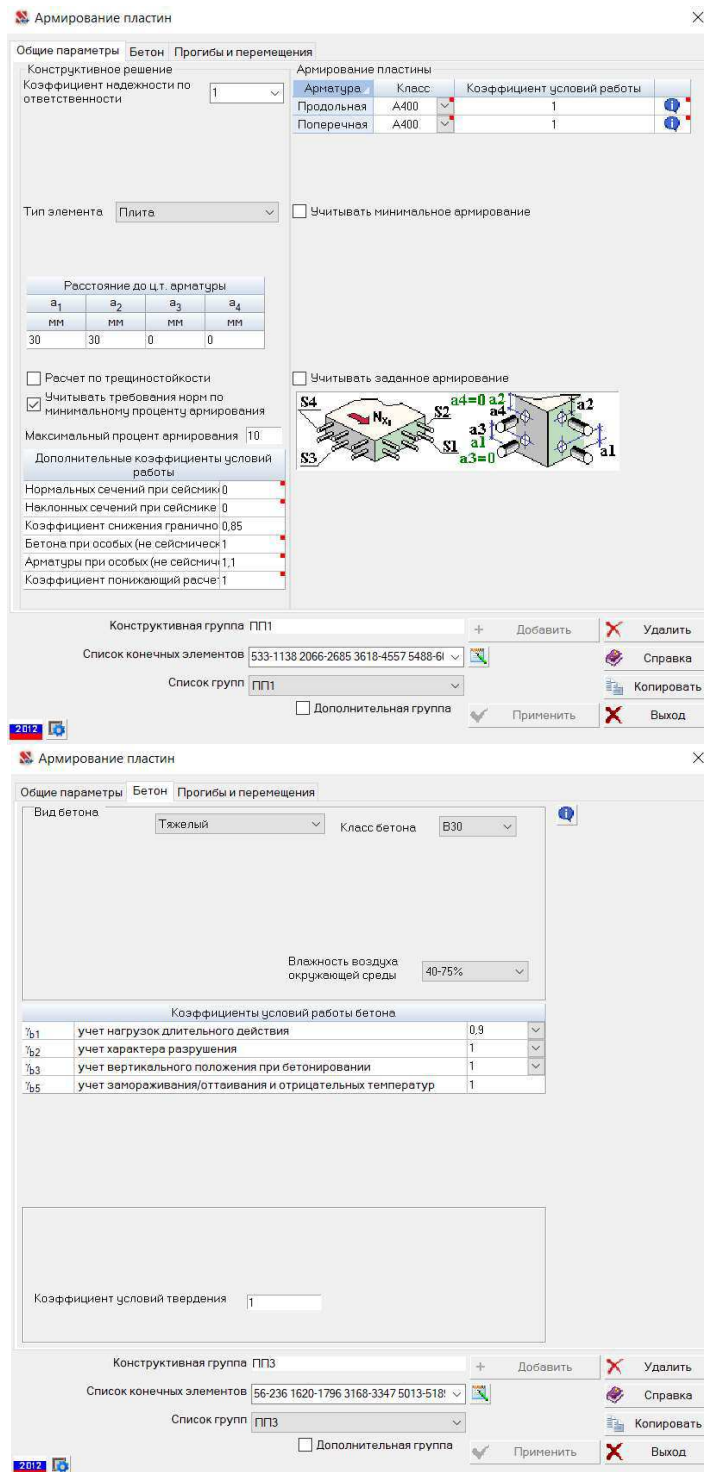 Армирование пластин
Общие параметры Бетон Прогибы и перемещения
Конструктивное решение
Коэффициент надежности по
ответственности
1
Армирование пластины
Арматура Класс Коэффициент условий работы
Продольная A400 1
Поперечная A400 1
Тип элемента Плита
Учитывать минимальное армирование
Расстояние до ц.т. арматуры
a1 a2 a3 a4
мм мм мм мм
30 30 0 0
Расчет по трещиностойкости
Учитывать требования норм по
минимальному проценту армирования
Максимальный процент армирования 10
Учитывать заданное армирование
S4 Nx1 S2 S1 S3
a4=0 a2 a4 a2
a3 a1 a1
a3=0
Дополнительные коэффициенты условий
работы
Нормальных сечений при сейсмик 0
Наклонных сечений при сейсмике 0
Коэффициент снижения гранично 0,85
Бетона при особых (не сейсмическ 1
Арматуры при особых (не сейсмич 1,1
Коэффициент понижающий расчет 1
Конструктивная группа ПП1
Добавить Удалить
Список конечных элементов 533-1138 2066-2685 3618-4557 5488-6
Справка
Список групп ПП1
Копировать
Дополнительная группа
Применить Выход
2012
Армирование пластин
Общие параметры Бетон Прогибы и перемещения
Вид бетона
Тяжелый
Класс бетона B30
Влажность воздуха
окружающей среды
40-75%
Коэффициенты условий работы бетона
γb1 учет нагрузок длительного действия 0,9
γb2 учет характера разрушения 1
γb3 учет вертикального положения при бетонировании 1
γb5 учет замораживания/оттаивания и отрицательных температур 1
Коэффициент условий твердения 1
Конструктивная группа ПП3
Добавить Удалить
Список конечных элементов 56-236 1620-1796 3168-3347 5013-518
Справка
Список групп ПП3
Копировать
Дополнительная группа
Применить Выход
2012